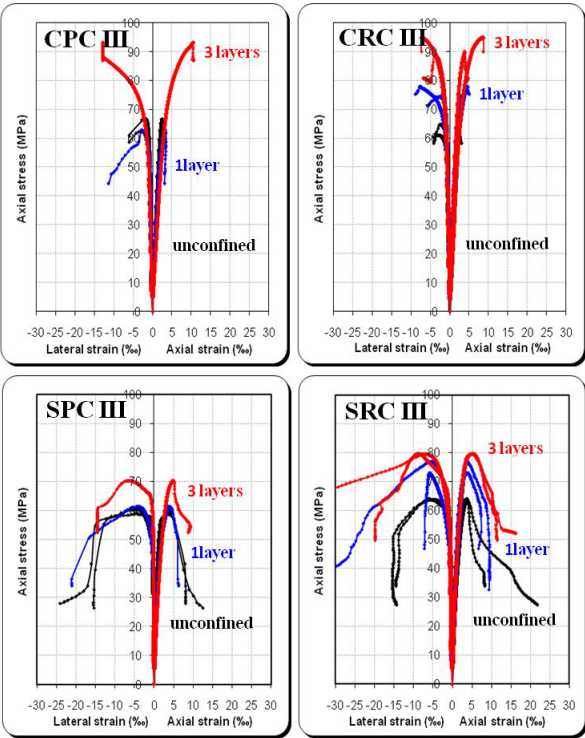 CPC III
3 layers
1layer
unconfined
Axial stress (MPa)
100
90
80
70
60
50
40
30
20
10
0
-30 -25 -20 -15 -10 -5 0 5 10 15 20 25 30
Lateral strain (‰) Axial strain (‰)
CRC III
3 layers
1layer
unconfined
Axial stress (MPa)
100
90
80
70
60
50
40
30
20
10
0
-30 -25 -20 -15 -10 -5 0 5 10 15 20 25 30
Lateral strain (‰) Axial strain (‰)
SPC III
3 layers
1layer
unconfined
Axial stress (MPa)
100
90
80
70
60
50
40
30
20
10
0
-30 -25 -20 -15 -10 -5 0 5 10 15 20 25 30
Lateral strain (‰) Axial strain (‰)
SRC III
3 layers
1layer
unconfined
Axial stress (MPa)
100
90
80
70
60
50
40
30
20
10
0
-30 -25 -20 -15 -10 -5 0 5 10 15 20 25 30
Lateral strain (‰) Axial strain (‰)